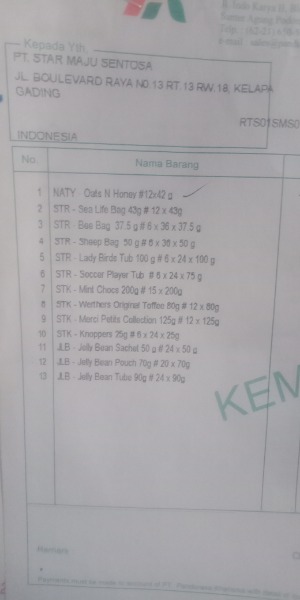 Kepada Yth,
PT. STAR MAJU SENTOSA
JL. BOULEVARD RAYA NO.13 RT.13 RW.18, KELAPA
GADING
RTS01SMS0
INDONESIA
No. Nama Barang
1 NATY - Oats N Honey #12x42 g
2 STR - Sea Life Bag 43g # 12 x 43g
3 STR - Bee Bag 37.5 g # 6 x 36 x 37.5 g
4 STR - Sheep Bag 50 g # 6 x 36 x 50 g
5 STR - Lady Birds Tub 100 g # 6 x 24 x 100 g
6 STR - Soccer Player Tub # 6 x 24 x 75 g
7 STK - Mint Chocs 200g # 15 x 200g
8 STK - Werthers Original Toffee 80g # 12 x 80g
9 STK - Merci Petits Collection 125g # 12 x 125g
10 STK - Knoppers 25g # 6 x 24 x 25g
11 JLB - Jelly Bean Sachet 50 g # 24 x 50 g
12 JLB - Jelly Bean Pouch 70g # 20 x 70g
13 JLB - Jelly Bean Tube 90g # 24 x 90g
KEM